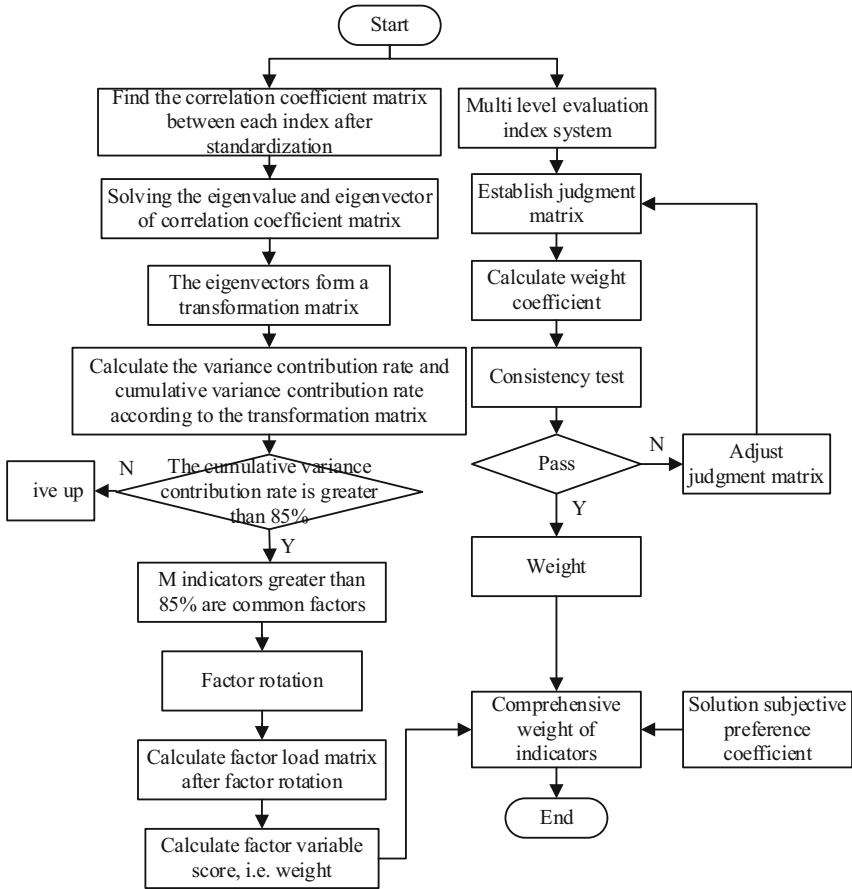 Start
Find the correlation coefficient matrix
between each index after
standardization
Solving the eigenvalue and eigenvector
of correlation coefficient matrix
The eigenvectors form a
transformation matrix
Calculate the variance contribution rate and
cumulative variance contribution rate
according to the transformation matrix
The cumulative variance
contribution rate is greater
than 85%
N
ive up
Y
M indicators greater than
85% are common factors
Factor rotation
Calculate factor load matrix
after factor rotation
Calculate factor variable
score, i.e. weight
Multi level evaluation
index system
Establish judgment
matrix
Calculate weight
coefficient
Consistency test
Pass
N
Adjust
judgment matrix
Y
Weight
Comprehensive
weight of
indicators
Solution subjective
preference
coefficient
End